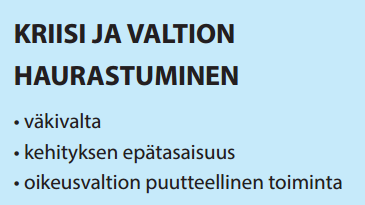 KRIISI JA VALTION
HAURASTUMINEN
• väkivalta
• kehityksen epätasaisuus
• oikeusvaltion puutteellinen toiminta